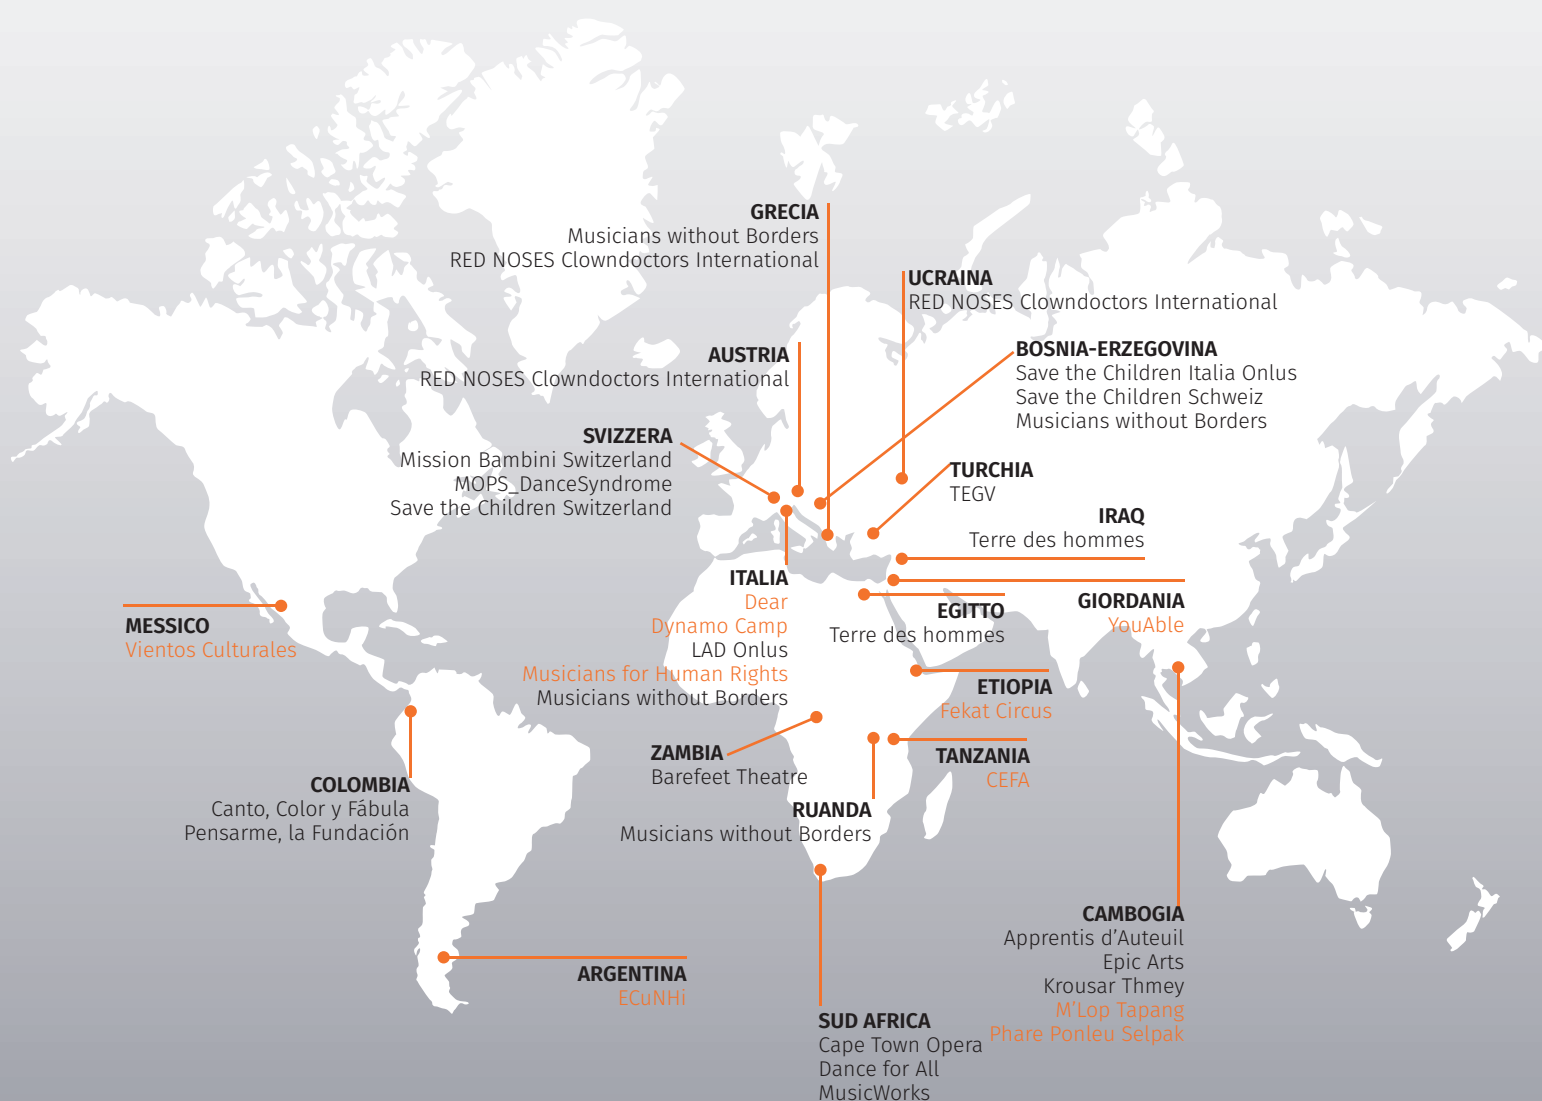 GRECIA
Musicians without Borders
RED NOSES Clowndoctors International
UCRAINA
RED NOSES Clowndoctors International
AUSTRIA
RED NOSES Clowndoctors International
BOSNIA-ERZEGOVINA
Save the Children Italia Onlus
Save the Children Schweiz
Musicians without Borders
SVIZZERA
Mission Bambini Switzerland
MOPS_DanceSyndrome
Save the Children Switzerland
TURCHIA
TEGV
IRAQ
Terre des hommes
ITALIA
Dear
Dynamo Camp
LAD Onlus
Musicians for Human Rights
Musicians without Borders
EGITTO
Terre des hommes
GIORDANIA
YouAble
MESSICO
Vientos Culturales
ETIOPIA
Fekat Circus
ZAMBIA
Barefeet Theatre
TANZANIA
CEFA
COLOMBIA
Canto, Color y Fábula
Pensarme, la Fundación
RUANDA
Musicians without Borders
CAMBOGIA
Apprentis d'Auteuil
Epic Arts
Krousar Thmey
M'Lop Tapang
Phare Ponleu Selpak
ARGENTINA
ECuNHi
SUD AFRICA
Cape Town Opera
Dance for All
MusicWorks